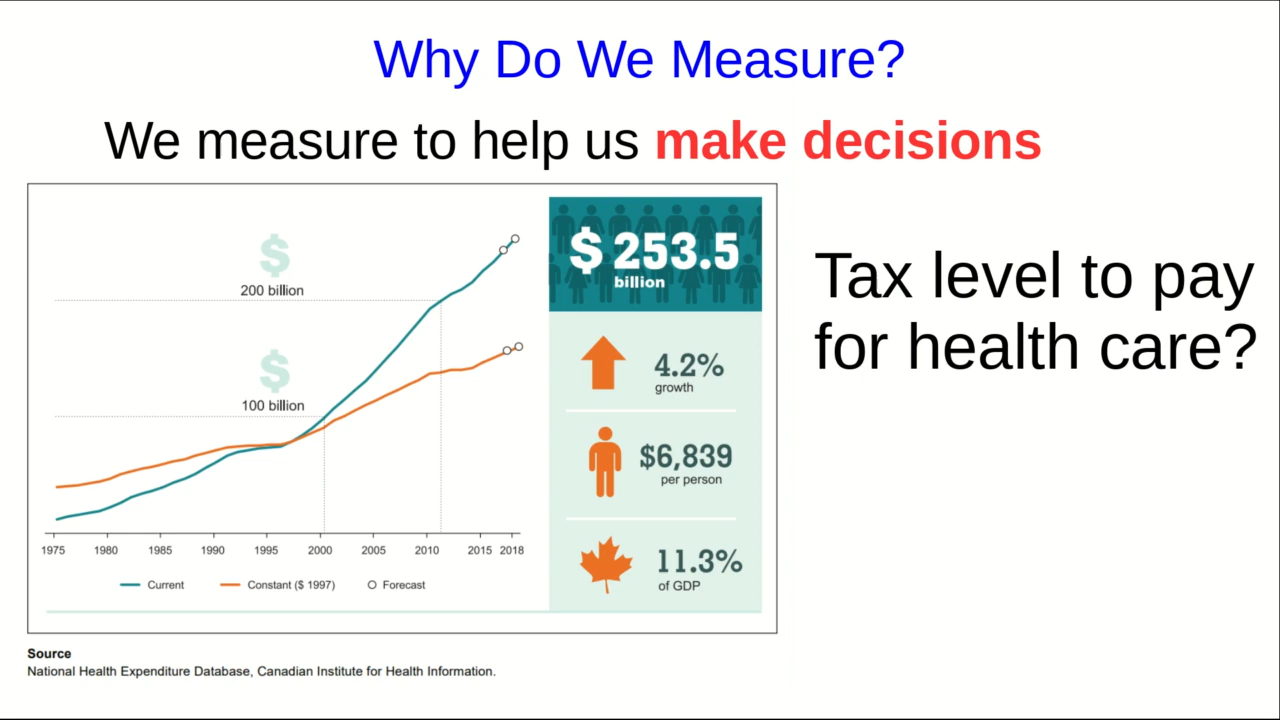 Why Do We Measure?
We measure to help us make decisions
$
200 billion
$
100 billion
1975 1980 1985 1990 1995 2000 2005 2010 2015 2018
Current Constant ($ 1997) Forecast
$253.5
billion
4.2%
growth
$6,839
per person
11.3%
of GDP
Tax level to pay
for health care?
Source
National Health Expenditure Database, Canadian Institute for Health Information.